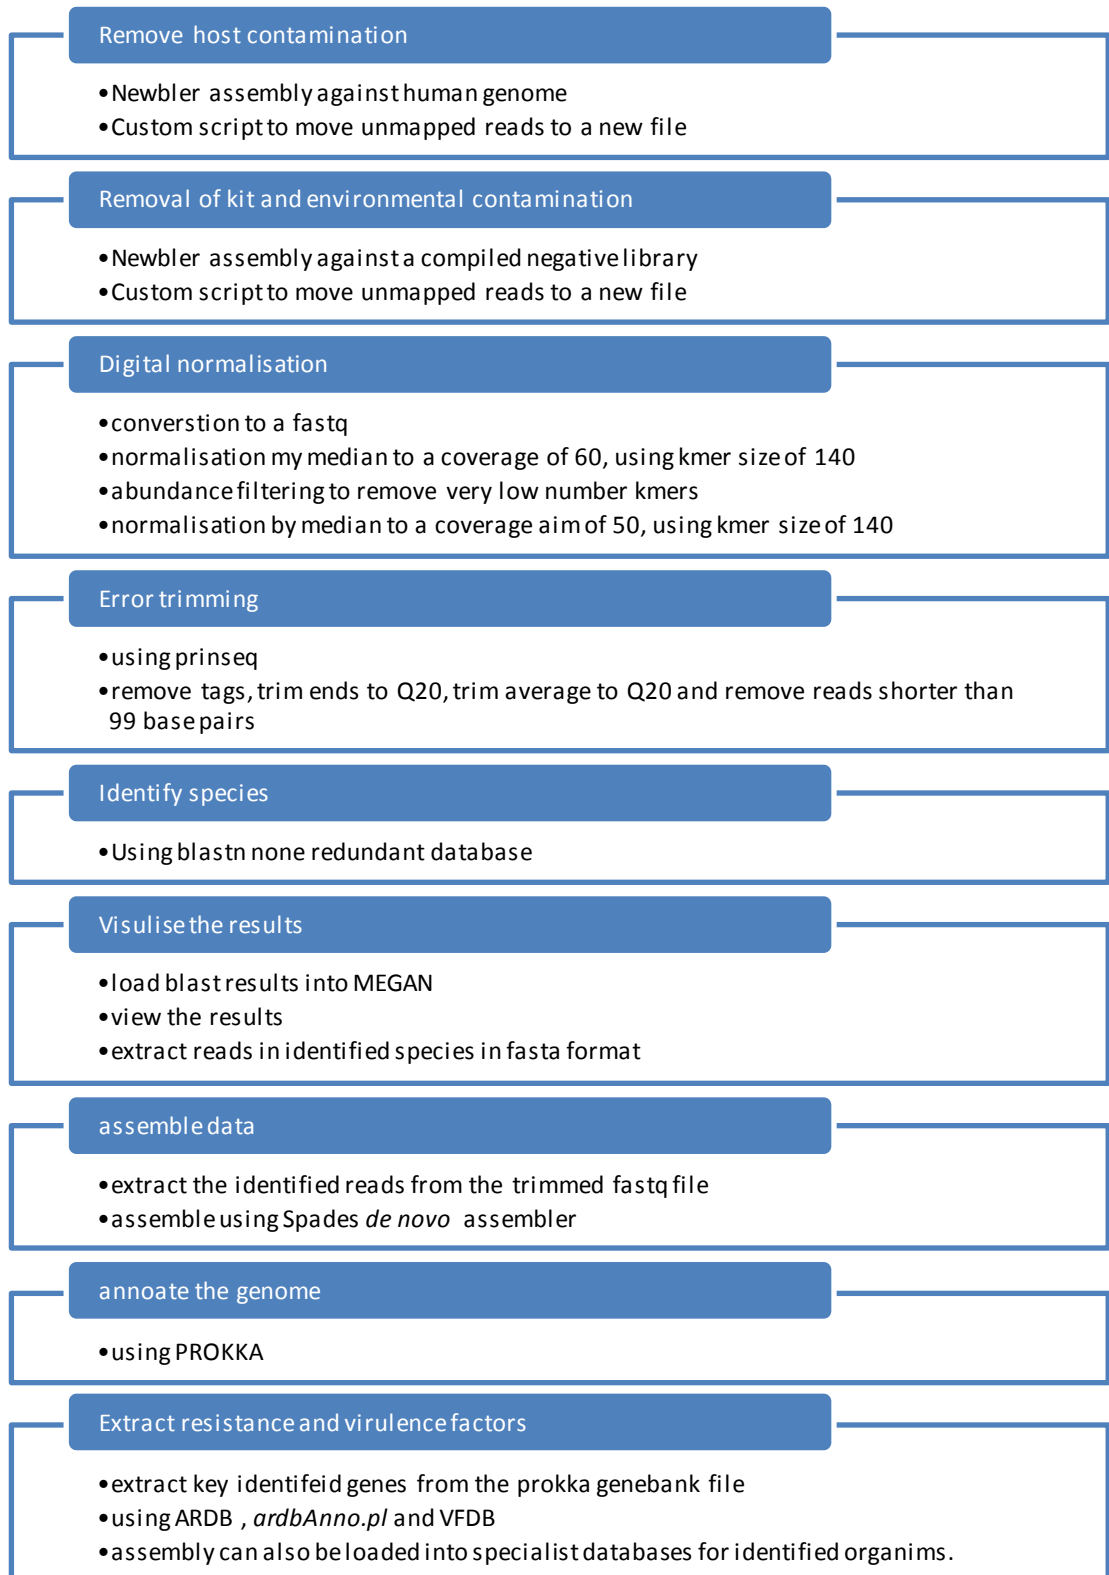 Remove host contamination
•Newbler assembly against human genome
•Custom script to move unmapped reads to a new file
Removal of kit and environmental contamination
•Newbler assembly against a compiled negative library
•Custom script to move unmapped reads to a new file
Digital normalisation
•converstion to a fastq
•normalisation my median to a coverage of 60, using kmer size of 140
•abundance filtering to remove very low number kmers
•normalisation by median to a coverage aim of 50, using kmer size of 140
Error trimming
•using prinseq
•remove tags, trim ends to Q20, trim average to Q20 and remove reads shorter than
99 base pairs
Identify species
•Using blastn none redundant database
Visulise the results
•load blast results into MEGAN
•view the results
•extract reads in identified species in fasta format
assemble data
•extract the identified reads from the trimmed fastq file
•assemble using Spades de novo assembler
annoate the genome
•using PROKKA
Extract resistance and virulence factors
•extract key identifeid genes from the prokka genebank file
•using ARDB , ardbAnno.pl and VFDB
•assembly can also be loaded into specialist databases for identified organims.